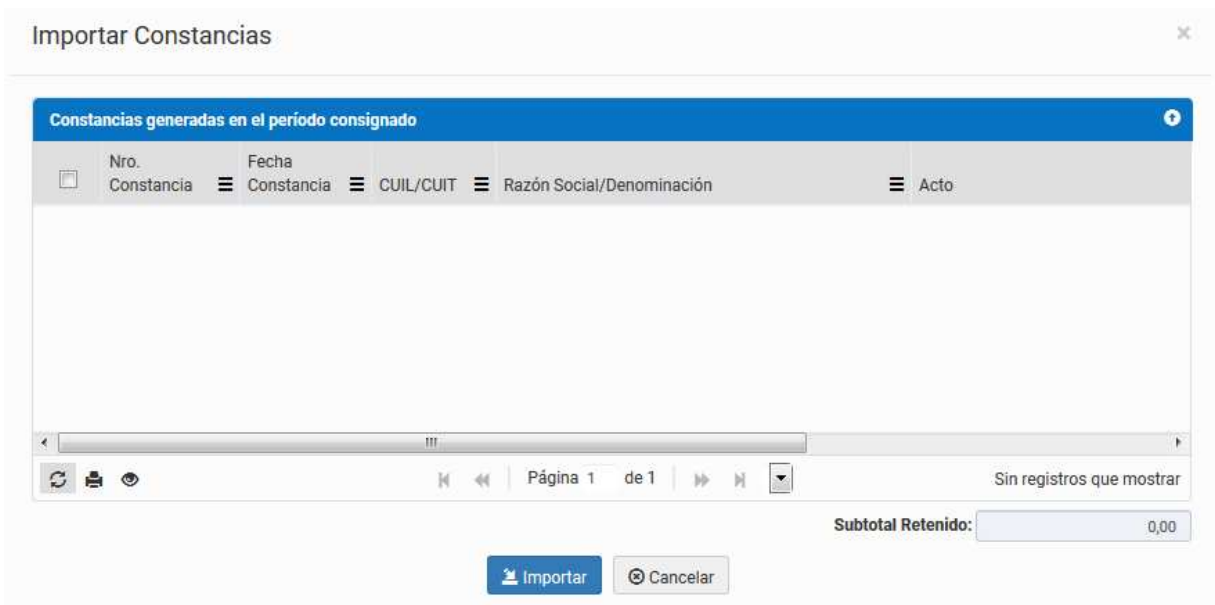 Importar Constancias
Constancias generadas en el período consignado
Nro. Constancia
Fecha Constancia
CUIL/CUIT
Razón Social/Denominación
Acto
Página 1 de 1
Sin registros que mostrar
Subtotal Retenido: 0,00
Importar
Cancelar